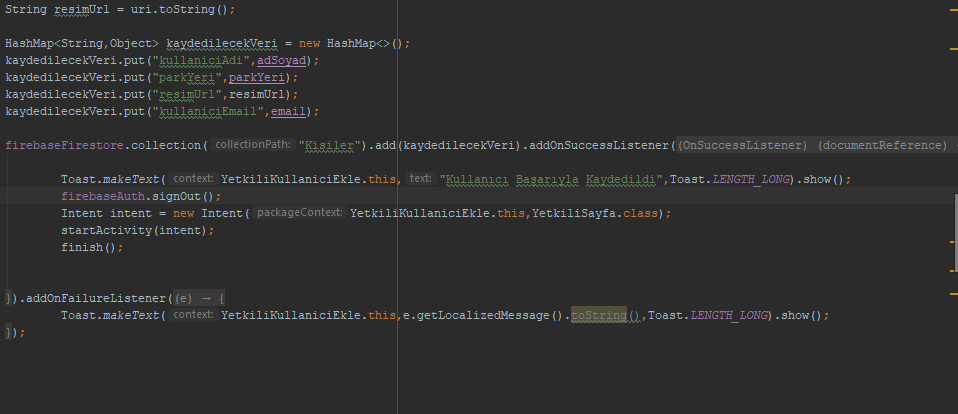 String resimUrl = uri.toString();
HashMap<String,Object> kaydedilecekVeri = new HashMap<>();
kaydedilecekVeri.put("kullaniciAdi",adSoyad);
kaydedilecekVeri.put("parkYeri",parkYeri);
kaydedilecekVeri.put("resimUrl",resimUrl);
kaydedilecekVeri.put("kullaniciEmail",email);
firebaseFirestore.collection( collectionPath: "Kisiler").add(kaydedilecekVeri).addOnSuccessListener((OnSuccessListener) (documentReference)
Toast.makeText( context: YetkiliKullaniciEkle.this, text: "Kullanıcı Başarıyla Kaydedildi",Toast.LENGTH_LONG).show();
firebaseAuth.signOut();
Intent intent = new Intent( packageContext: YetkiliKullaniciEkle.this,YetkiliSayfa.class);
startActivity(intent);
finish();
}).addOnFailureListener((e) → {
Toast.makeText( context: YetkiliKullaniciEkle.this,e.getLocalizedMessage().toString(),Toast.LENGTH_LONG).show();
});